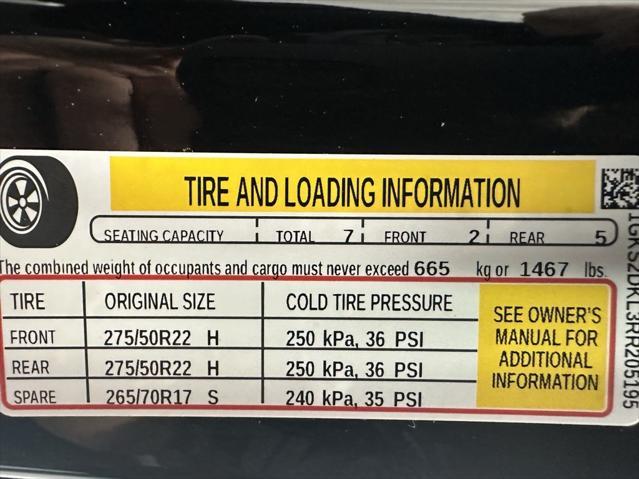 TIRE AND LOADING INFORMATION
SEATING CAPACITY TOTAL 7 FRONT 2 REAR 5
The combined weight of occupants and cargo must never exceed 665 kg or 1467 lbs.
TIRE ORIGINAL SIZE COLD TIRE PRESSURE
FRONT 275/50R22 H 250 kPa, 36 PSI
REAR 275/50R22 H 250 kPa, 36 PSI
SPARE 265/70R17 S 240 kPa, 35 PSI
SEE OWNER'S
MANUAL FOR
ADDITIONAL
INFORMATION
1GKS2DKL3RR205195